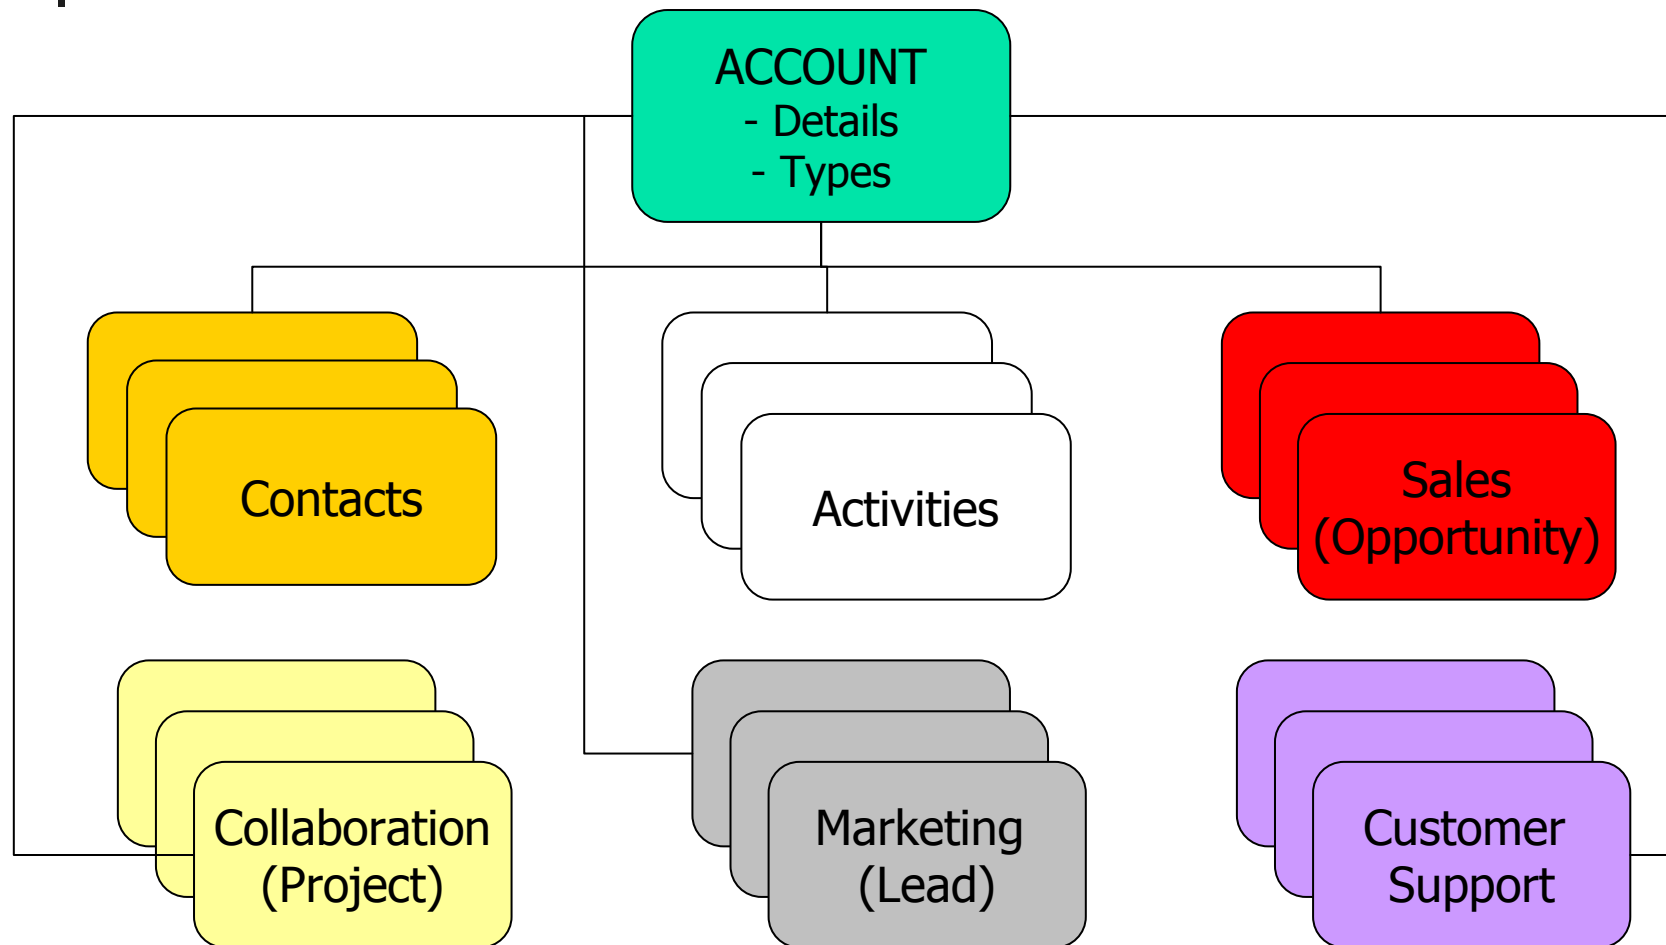 ACCOUNT
- Details
- Types
Contacts
Activities
Sales
(Opportunity)
Collaboration
(Project)
Marketing
(Lead)
Customer
Support